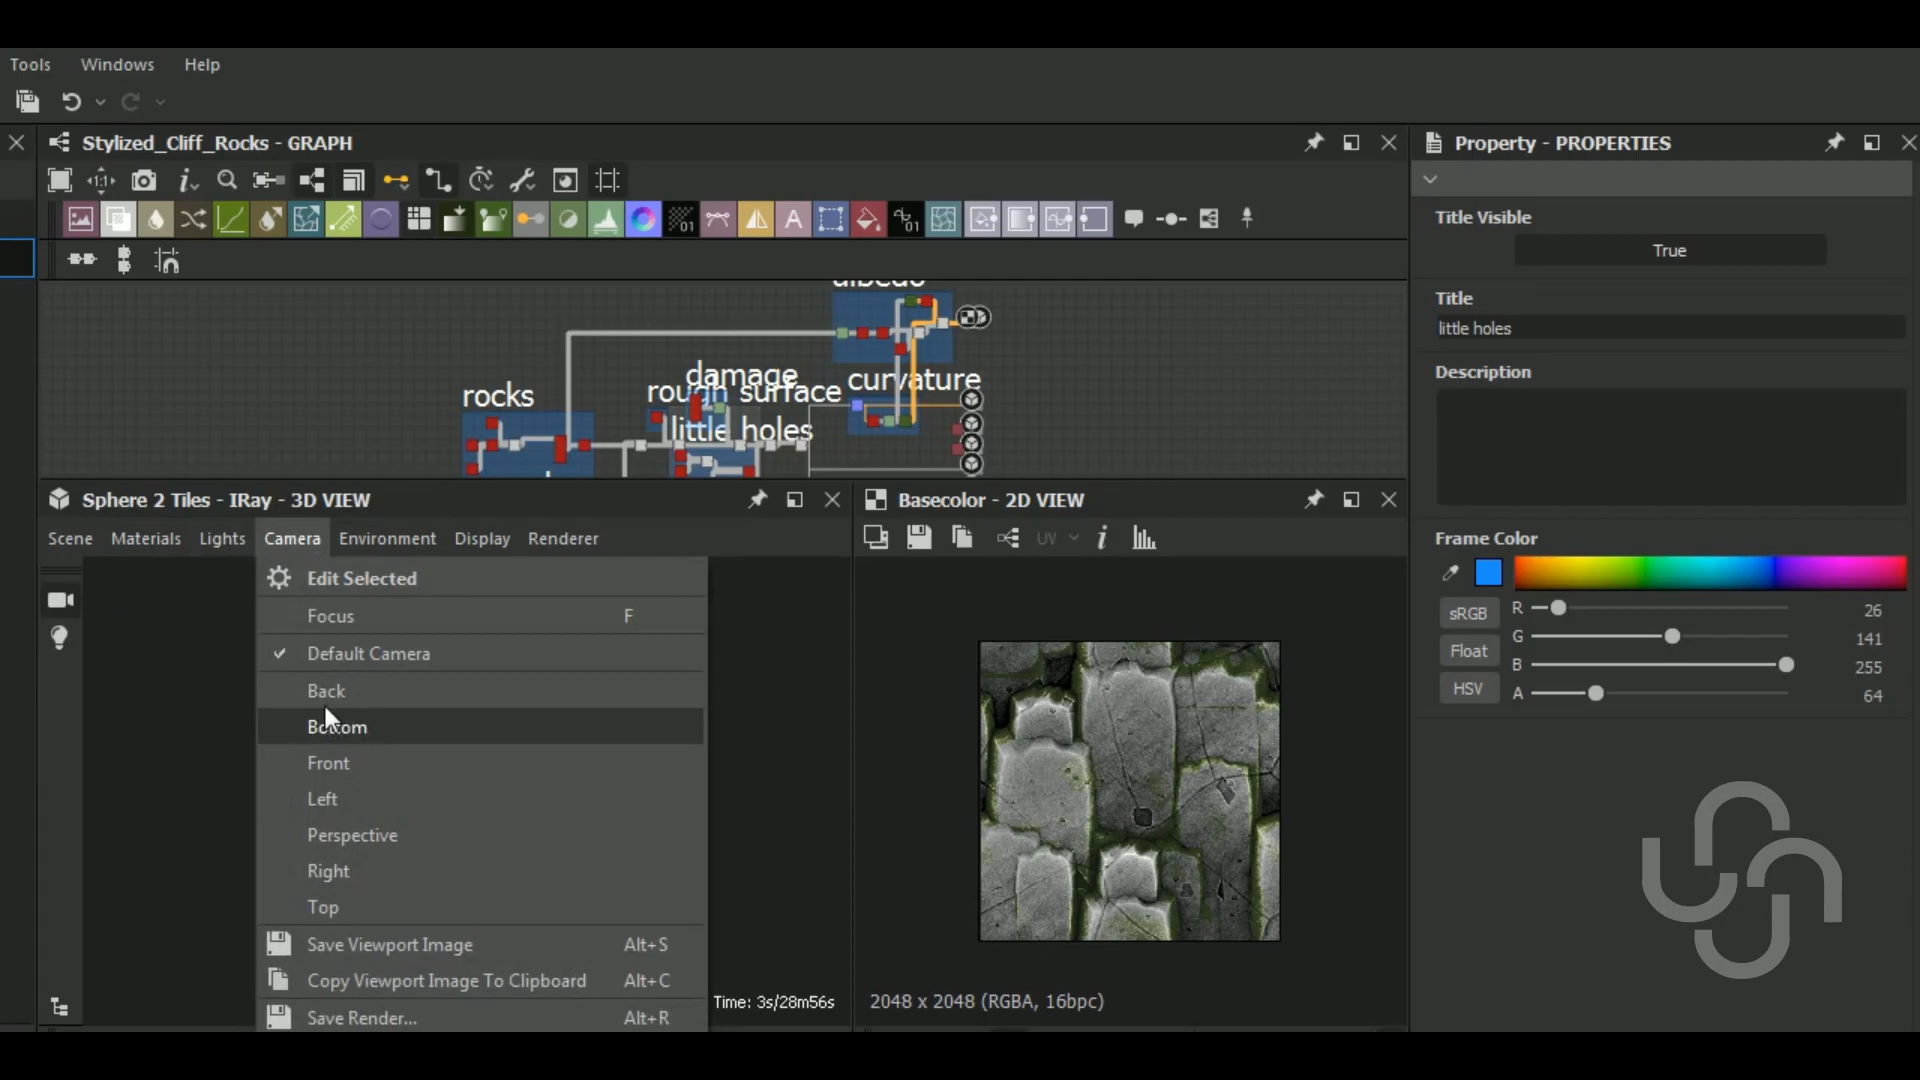 Tools Windows Help
Stylized_Cliff_Rocks - GRAPH
Property - PROPERTIES
Title Visible
True
Title
little holes
Description
Frame Color
sRGB
Float
HSV
R 26
G 141
B 255
A 64
albedo
damage
rough surface
curvature
rocks
little holes
Sphere 2 Tiles - IRay - 3D VIEW
Scene Materials Lights Camera Environment Display Renderer
Edit Selected
Focus F
Default Camera
Back
Bottom
Front
Left
Perspective
Right
Top
Save Viewport Image Alt+S
Copy Viewport Image To Clipboard Alt+C
Save Render... Alt+R
Time: 3s/28m56s
Basecolor - 2D VIEW
UV
2048 x 2048 (RGBA, 16bpc)